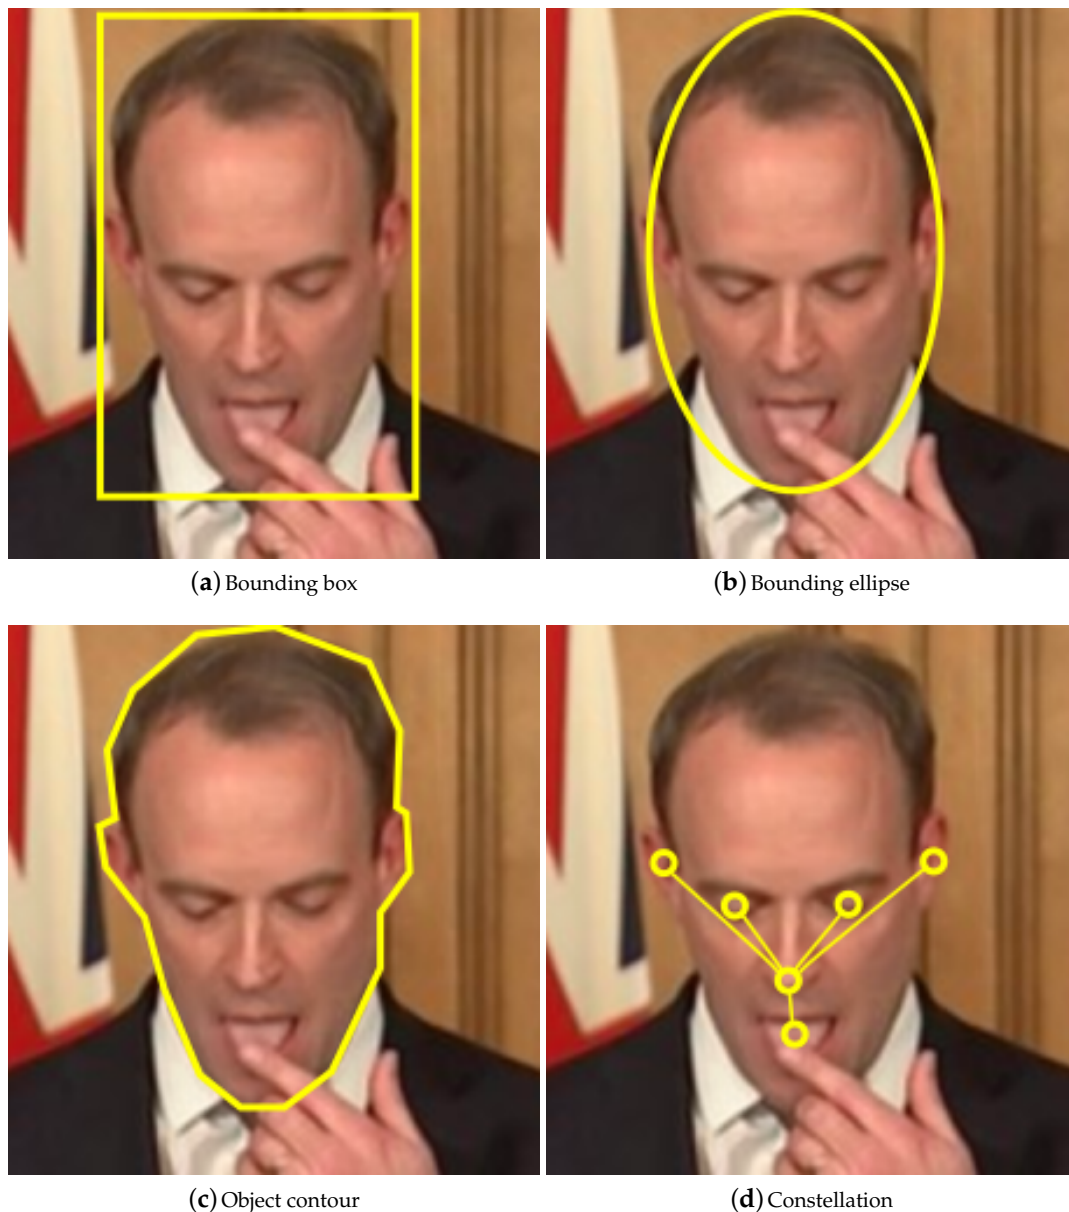 (a) Bounding box
(b) Bounding ellipse
(c) Object contour
(d) Constellation